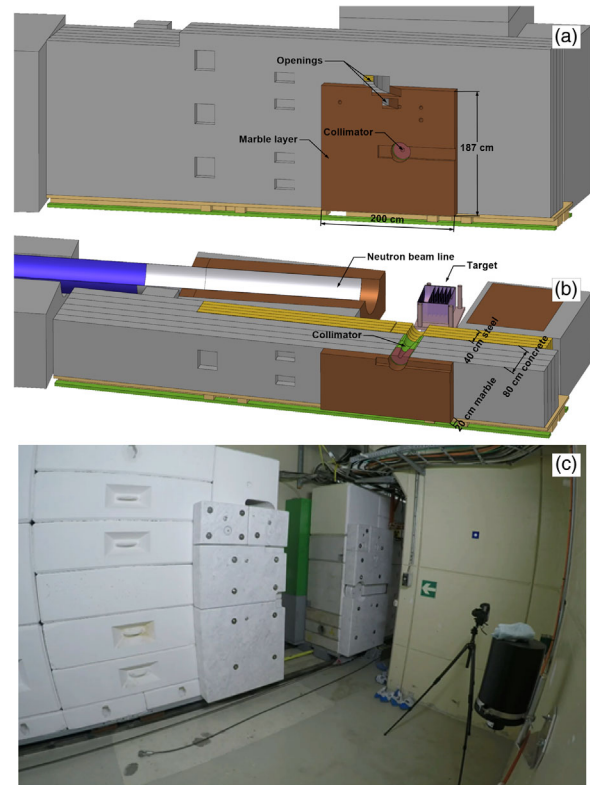 (a)
Openings
Collimator
Marble layer
187 cm
200 cm
Neutron beam line
Target
(b)
Collimator
40 cm steel
80 cm concrete
20 cm marble
(c)